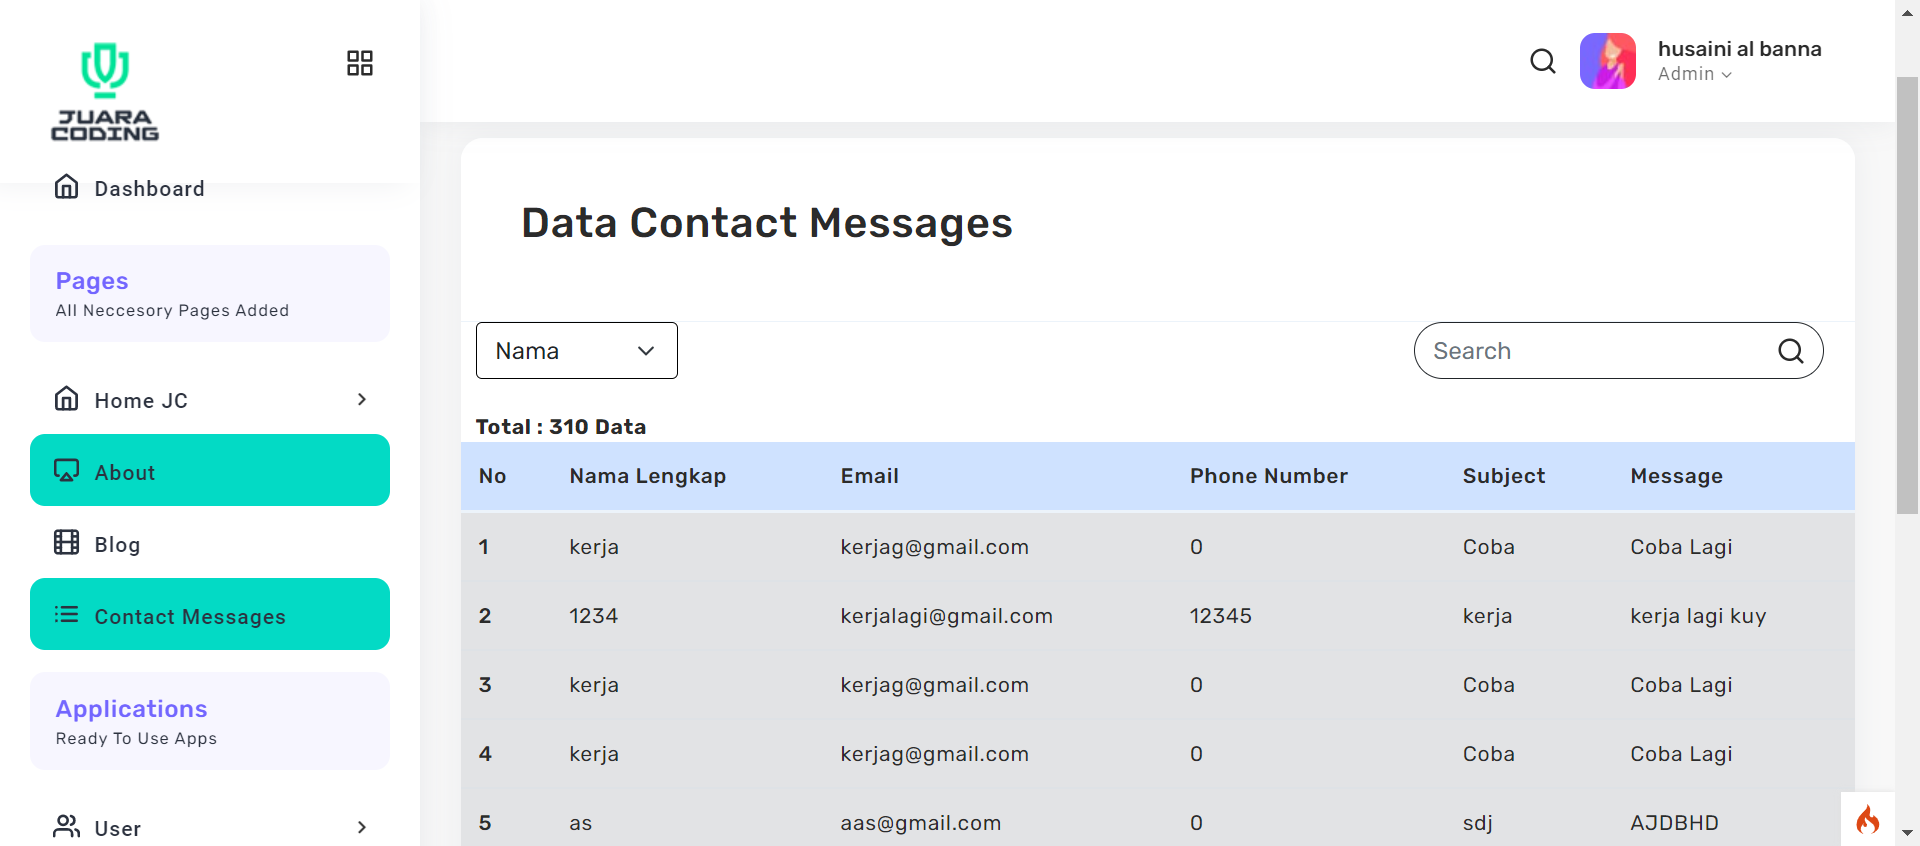 JUARA
CODING
Dashboard
Pages
All Neccesory Pages Added
Home JC
About
Blog
Contact Messages
Applications
Ready To Use Apps
User
husaini al banna
Admin
Data Contact Messages
Nama
Search
Total : 310 Data
No Nama Lengkap Email Phone Number Subject Message
1 kerja kerjag@gmail.com 0 Coba Coba Lagi
2 1234 kerjalagi@gmail.com 12345 kerja kerja lagi kuy
3 kerja kerjag@gmail.com 0 Coba Coba Lagi
4 kerja kerjag@gmail.com 0 Coba Coba Lagi
5 as aas@gmail.com 0 sdj AJDBHD